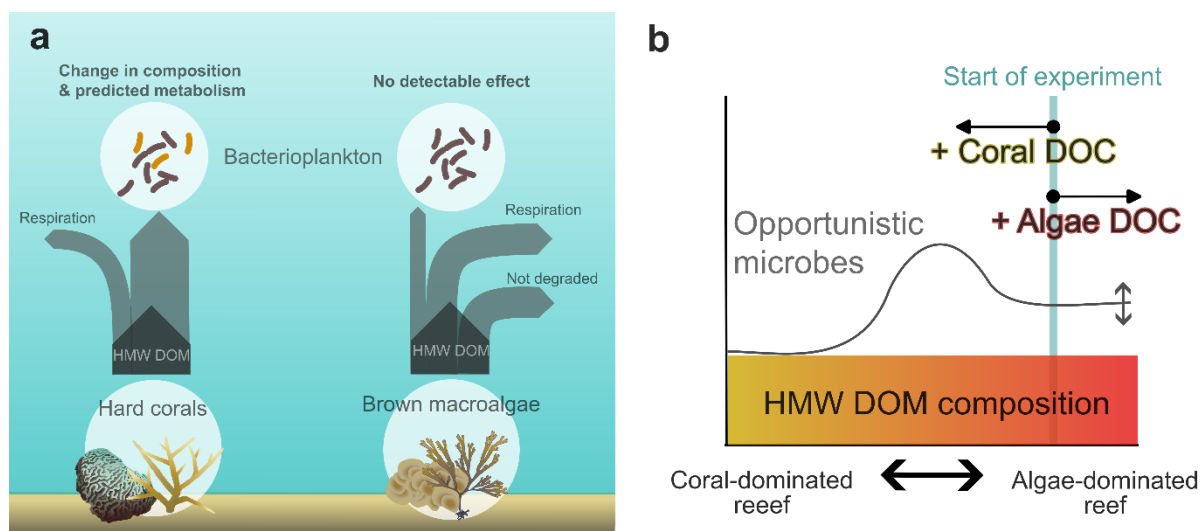 a
Change in composition
& predicted metabolism
No detectable effect
Bacterioplankton
Respiration
Respiration
Not degraded
HMW DOM
HMW DOM
Hard corals
Brown macroalgae
b
Start of experiment
+ Coral DOC
+ Algae DOC
Opportunistic
microbes
HMW DOM composition
Coral-dominated
reeef
Algae-dominated
reef